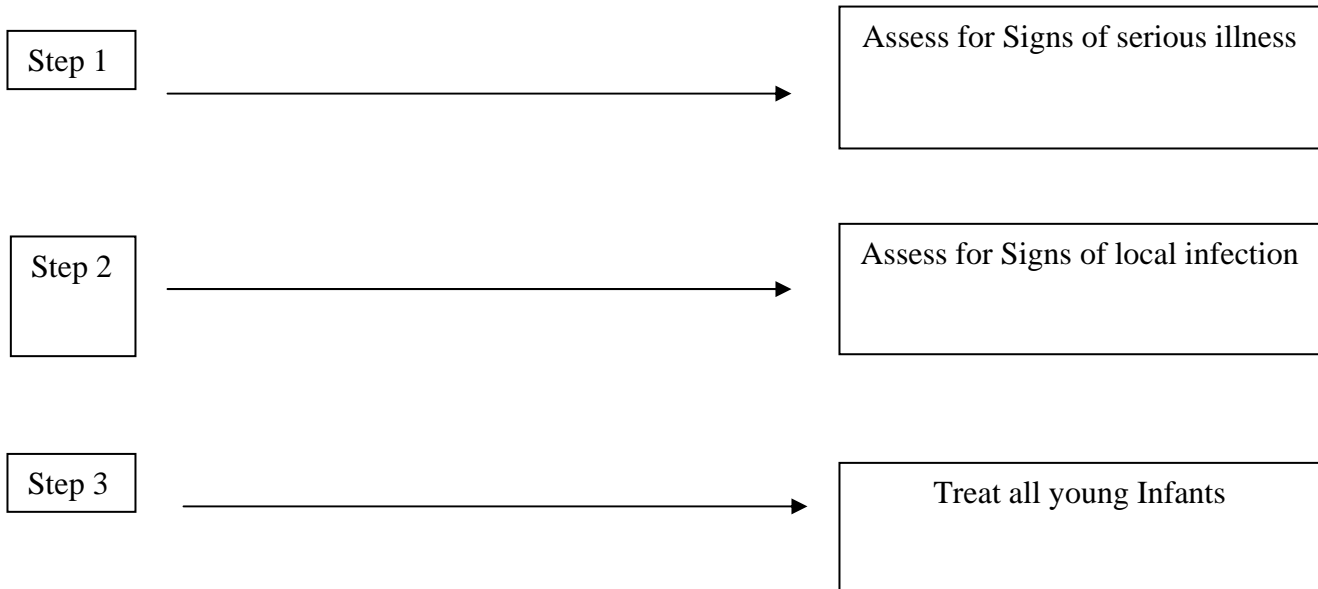 Step 1
Assess for Signs of serious illness
Step 2
Assess for Signs of local infection
Step 3
Treat all young Infants